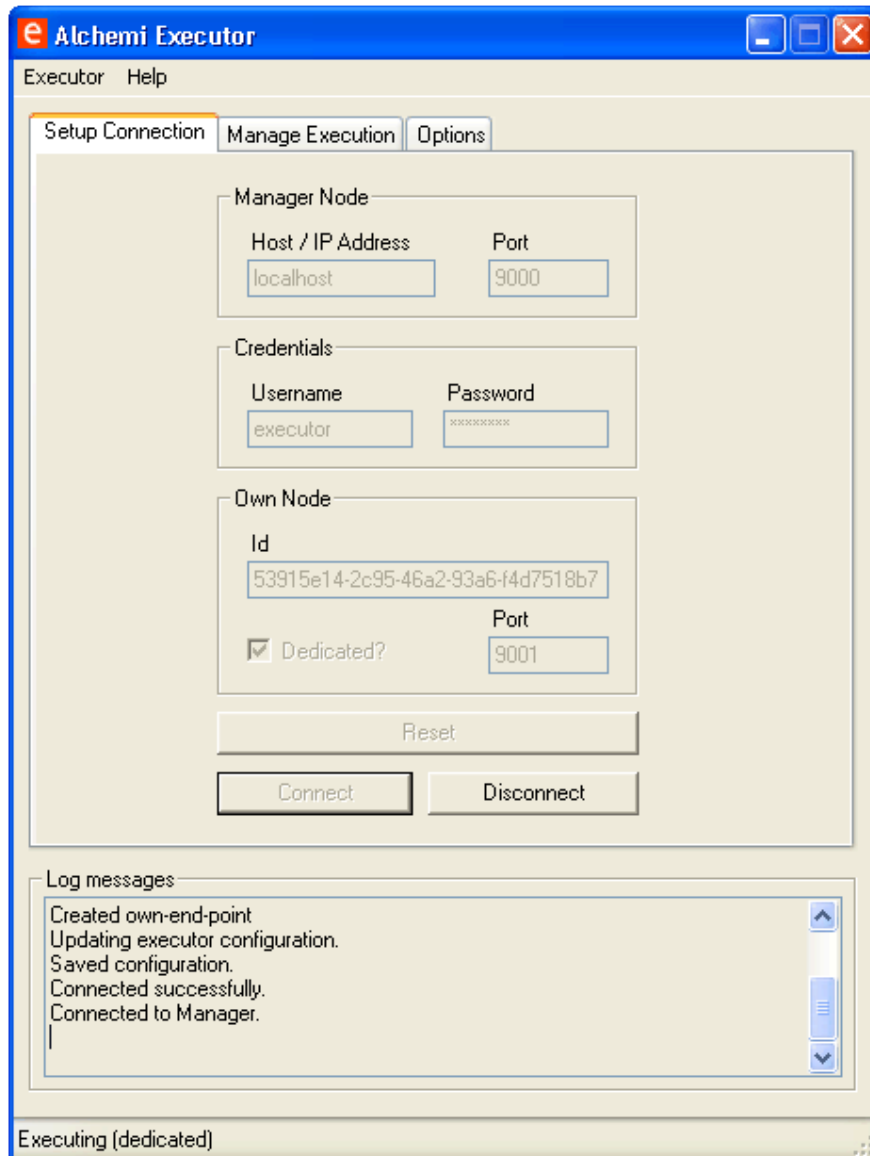 e Alchemi Executor
Executor Help
Setup Connection Manage Execution Options
Manager Node
Host / IP Address Port
localhost 9000
Credentials
Username Password
executor ********
Own Node
Id
53915e14-2c95-46a2-93a6-f4d7518b7
Port
Dedicated? 9001
Reset
Connect Disconnect
Log messages
Created own-end-point
Updating executor configuration.
Saved configuration.
Connected successfully.
Connected to Manager.
Executing (dedicated)